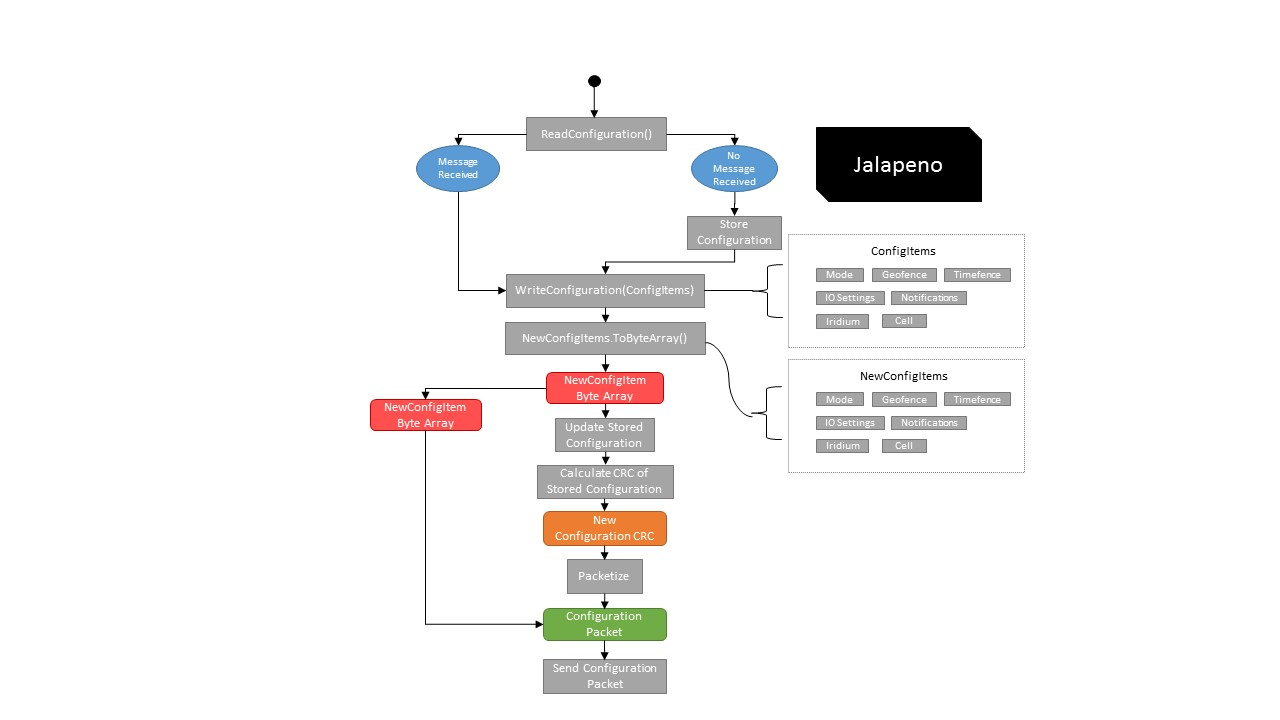 ReadConfiguration()
Message
Received
No
Message
Received
Jalapeno
Store
Configuration
ConfigItems
Mode
Geofence
Timefence
IO Settings
Notifications
Iridium
Cell
WriteConfiguration(ConfigItems)
NewConfigItems.ToByteArray()
NewConfigItems
Mode
Geofence
Timefence
IO Settings
Notifications
Iridium
Cell
NewConfigItem
Byte Array
NewConfigItem
Byte Array
Update Stored
Configuration
Calculate CRC of
Stored Configuration
New
Configuration CRC
Packetize
Configuration
Packet
Send Configuration
Packet